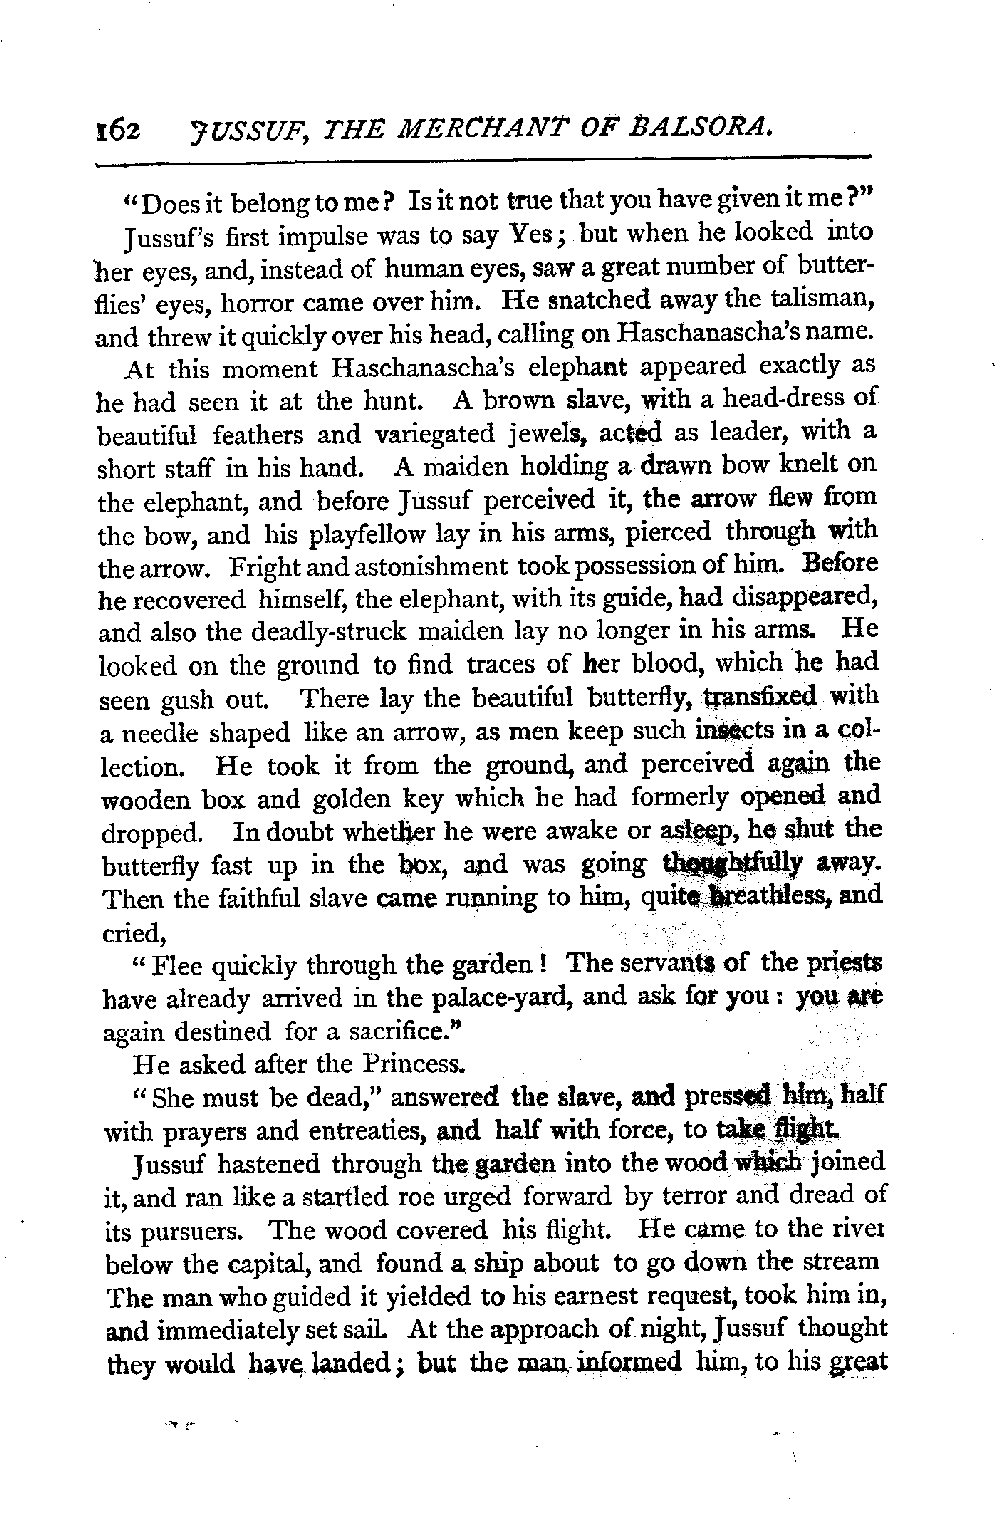 162 JUSSUF, THE MERCHANT OF BALSORA.
"Does it belong to me? Is it not true that you have given it me?"
Jussuf's first impulse was to say Yes; but when he looked into
her eyes, and, instead of human eyes, saw a great number of butter-
flies' eyes, horror came over him. He snatched away the talisman,
and threw it quickly over his head, calling on Haschanascha's name.
At this moment Haschanascha's elephant appeared exactly as
he had seen it at the hunt. A brown slave, with a head-dress of
beautiful feathers and variegated jewels, acted as leader, with a
short staff in his hand. A maiden holding a drawn bow knelt on
the elephant, and before Jussuf perceived it, the arrow flew from
the bow, and his playfellow lay in his arms, pierced through with
the arrow. Fright and astonishment took possession of him. Before
he recovered himself, the elephant, with its guide, had disappeared,
and also the deadly-struck maiden lay no longer in his arms. He
looked on the ground to find traces of her blood, which he had
seen gush out. There lay the beautiful butterfly, transfixed with
a needle shaped like an arrow, as men keep such insects in a col-
lection. He took it from the ground, and perceived again the
wooden box and golden key which he had formerly opened and
dropped. In doubt whether he were awake or asleep, he shut the
butterfly fast up in the box, and was going thoughtfully away.
Then the faithful slave came running to him, quite breathless, and
cried,
"Flee quickly through the garden! The servants of the priests
have already arrived in the palace-yard, and ask for you: you are
again destined for a sacrifice."
He asked after the Princess.
"She must be dead," answered the slave, and pressed him, half
with prayers and entreaties, and half with force, to take flight.
Jussuf hastened through the garden into the wood which joined
it, and ran like a startled roe urged forward by terror and dread of
its pursuers. The wood covered his flight. He came to the river
below the capital, and found a ship about to go down the stream
The man who guided it yielded to his earnest request, took him in,
and immediately set sail. At the approach of night, Jussuf thought
they would have landed; but the man informed him, to his great